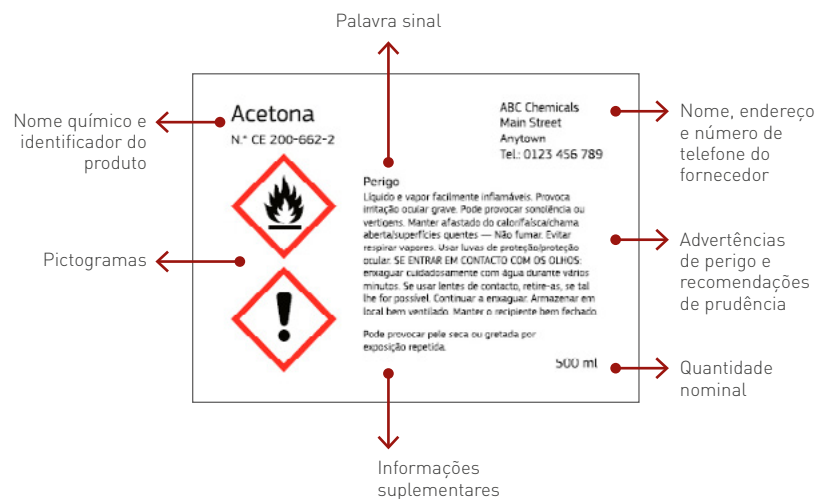 Palavra sinal
Nome químico e
identificador do
produto
Acetona
N.° CE 200-662-2
ABC Chemicals
Main Street
Anytown
Tel.: 0123 456 789
Nome, endereço
e número de
telefone do
fornecedor
Pictogramas
Perigo
Líquido e vapor facilmente inflamáveis. Provoca
irritação ocular grave. Pode provocar sonolência ou
vertigens. Manter afastado do calor/faísca/chama
aberta/superfícies quentes — Não fumar. Evitar
respirar vapores. Usar luvas de proteção/proteção
ocular. SE ENTRAR EM CONTACTO COM OS OLHOS:
enxaguar cuidadosamente com água durante vários
minutos. Se usar lentes de contacto, retire-as, se tal
lhe for possível. Continuar a enxaguar. Armazenar em
local bem ventilado. Manter o recipiente bem fechado.
Pode provocar pele seca ou gretada por
exposição repetida.
500 ml
Advertências
de perigo e
recomendações
de prudência
Quantidade
nominal
Informações
suplementares